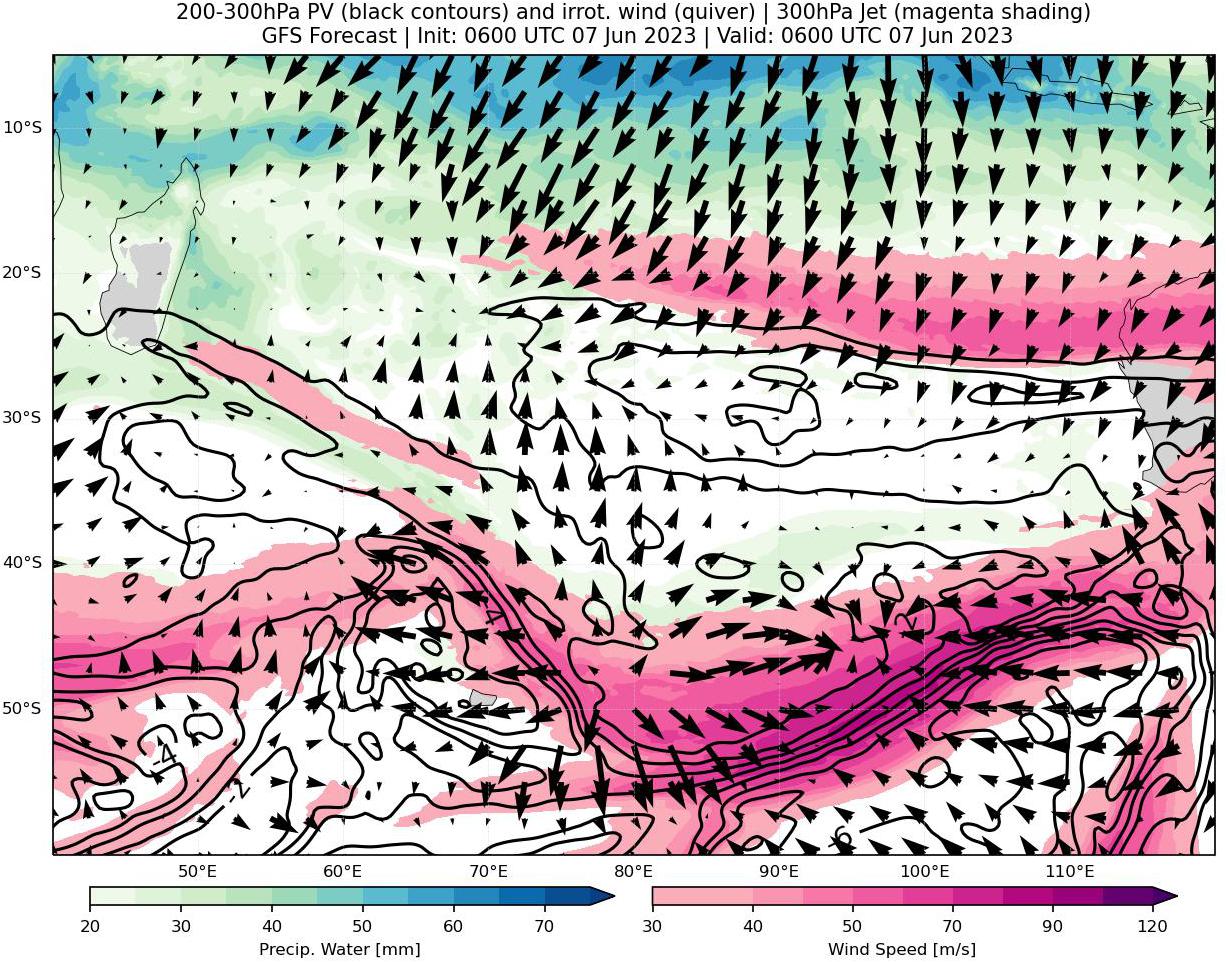 200-300hPa PV (black contours) and irrot. wind (quiver) | 300hPa Jet (magenta shading)
GFS Forecast | Init: 0600 UTC 07 Jun 2023 | Valid: 0600 UTC 07 Jun 2023
10°S
20°S
30°S
40°S
50°S
-4
-2
-4
-2
-6
50°E 60°E 70°E 80°E 90°E 100°E 110°E
20 30 40 50 60 70
Precip. Water [mm]
30 40 50 70 90 120
Wind Speed [m/s]